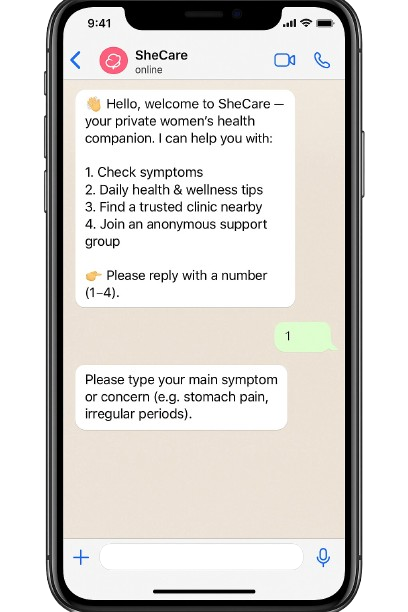 9:41
SheCare
online
👋 Hello, welcome to SheCare —
your private women's health
companion. I can help you with:
1. Check symptoms
2. Daily health & wellness tips
3. Find a trusted clinic nearby
4. Join an anonymous support
group
👉 Please reply with a number
(1–4).
1
Please type your main symptom
or concern (e.g. stomach pain,
irregular periods).